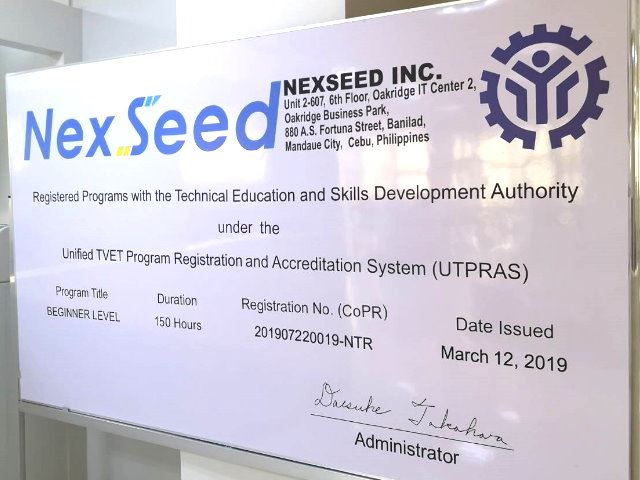 NexSeed
NEXSEED INC.
Unit 2-607, 6th Floor, Oakridge IT Center 2,
Oakridge Business Park,
880 A.S. Fortuna Street, Banilad,
Mandaue City, Cebu, Philippines
Registered Programs with the Technical Education and Skills Development Authority
under the
Unified TVET Program Registration and Accreditation System (UTPRAS)
Program Title Duration Registration No. (CoPR) Date Issued
BEGINNER LEVEL 150 Hours 201907220019-NTR March 12, 2019
Daisuke Takahara
Administrator